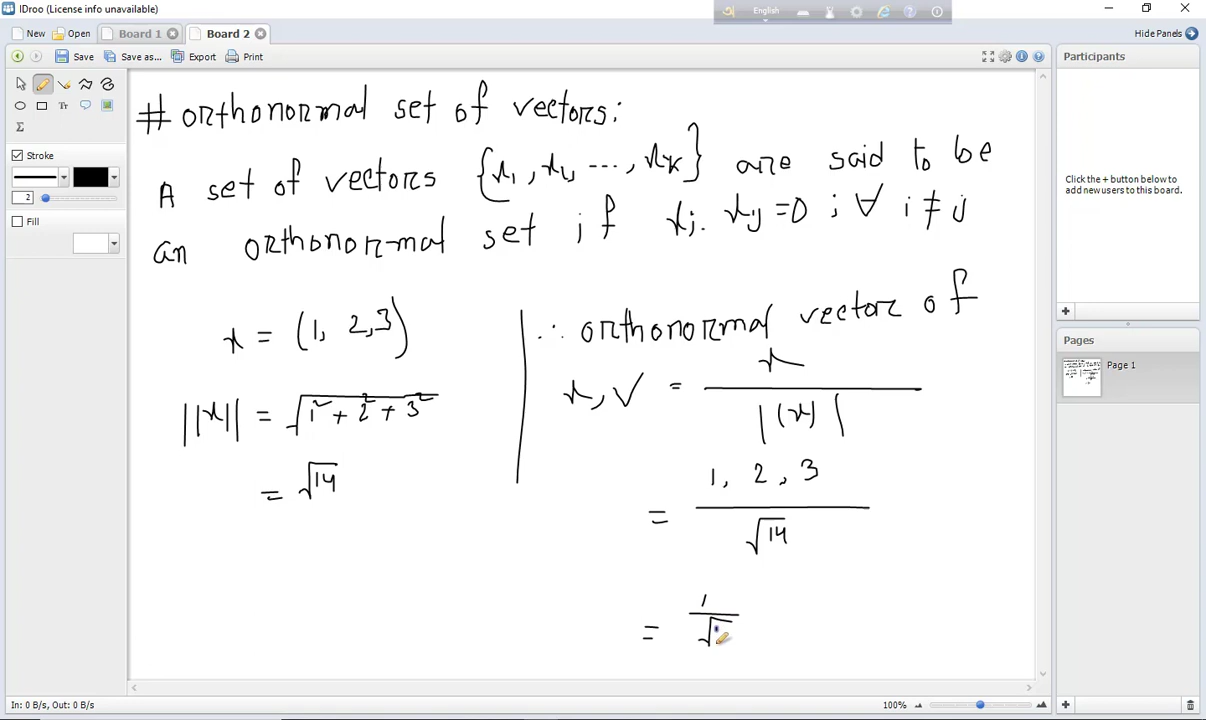 IDroo (License info unavailable)
English
New Open Board 1 Board 2 Hide Panels
Save Save as... Export Print
Participants
Click the + button below to
add new users to this board.
Stroke
2
Fill
# orthonormal set of vectors:
A set of vectors {x₁, x₂, ..., xₖ} are said to be
an orthonormal set if xᵢ. xⱼ =0 ; ∀ i ≠ j
x = (1, 2,3)
||x|| = √1² + 2² + 3²
= √14
∴ orthonormal vector of
x, v = x / ||x||
= 1, 2, 3 / √14
= 1 / √
Pages
Page 1
In: 0 B/s, Out: 0 B/s 100%